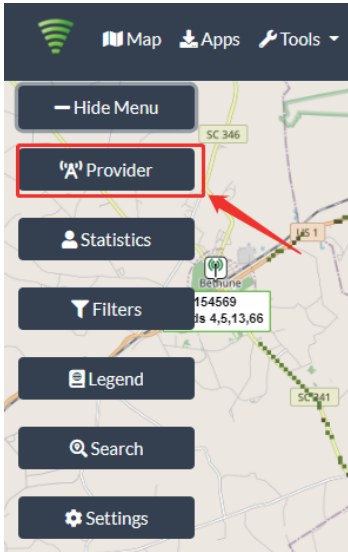 Map Apps Tools
Hide Menu
SC 346
Provider
US 1
Statistics
Bethune
154569
Filters
ds 4,5,13,66
Legend
SC 341
Search
Settings